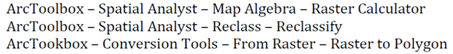 ArcToolbox – Spatial Analyst – Map Algebra – Raster Calculator
ArcToolbox – Spatial Analyst – Reclass – Reclassify
ArcTookbox – Conversion Tools – From Raster – Raster to Polygon